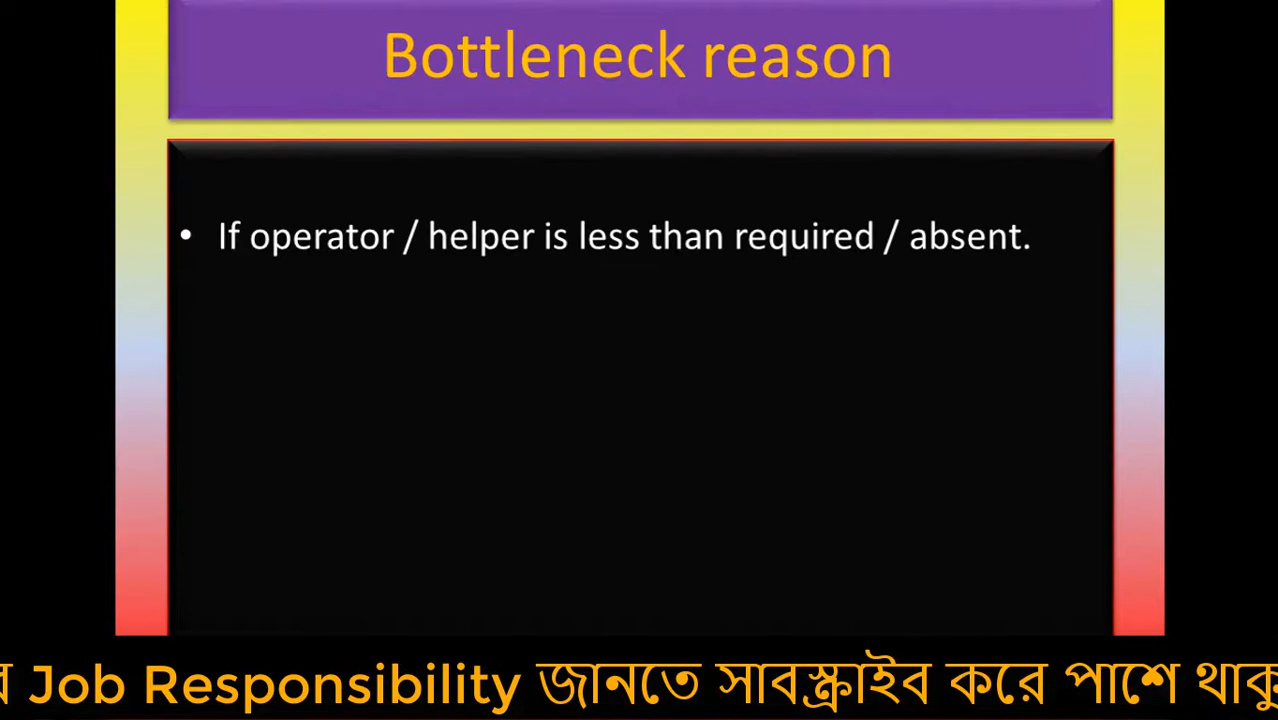 Bottleneck reason
• If operator / helper is less than required / absent.
Job Responsibility জানতে সাবস্ক্রাইব করে পাশে